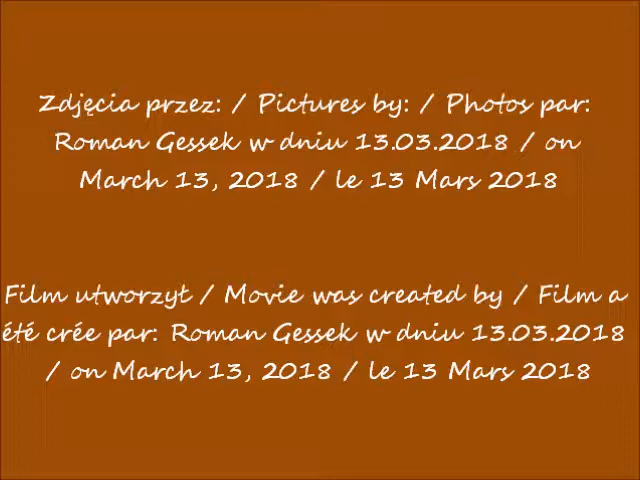 Zdjęcia przez: / Pictures by: / Photos par:
Roman Gessek w dniu 13.03.2018 / on
March 13, 2018 / le 13 Mars 2018
Film utworzył / Movie was created by / Film a
été crée par: Roman Gessek w dniu 13.03.2018
/ on March 13, 2018 / le 13 Mars 2018